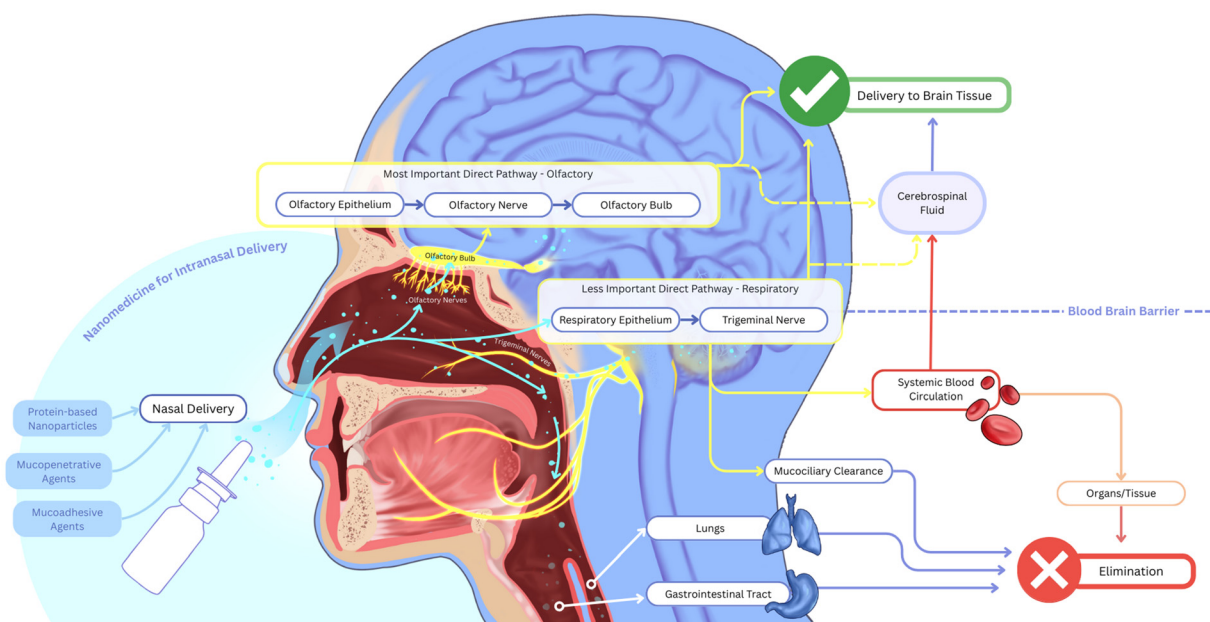 Delivery to Brain Tissue
Most Important Direct Pathway - Olfactory
Olfactory Epithelium
Olfactory Nerve
Olfactory Bulb
Cerebrospinal
Fluid
Nanomedicine for Intranasal Delivery
Olfactory Bulb
Olfactory Nerves
Less Important Direct Pathway - Respiratory
Respiratory Epithelium
Trigeminal Nerve
Blood Brain Barrier
Trigeminal Nerves
Systemic Blood
Circulation
Protein-based
Nanoparticles
Nasal Delivery
Mucopenetrative
Agents
Mucoadhesive
Agents
Mucociliary Clearance
Organs/Tissue
Lungs
Elimination
Gastrointestinal Tract